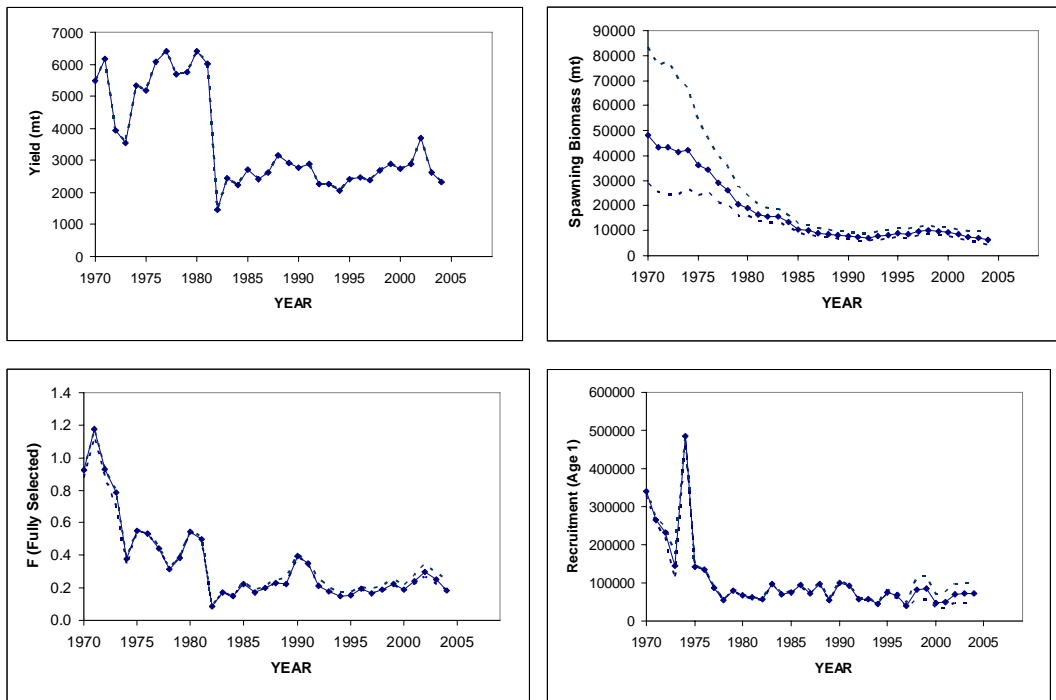 7000
6000
5000
4000
3000
2000
1000
0
Yield (mt)
1970 1975 1980 1985 1990 1995 2000 2005
YEAR
90000
80000
70000
60000
50000
40000
30000
20000
10000
0
Spawning Biomass (mt)
1970 1975 1980 1985 1990 1995 2000 2005
YEAR
1.4
1.2
1.0
0.8
0.6
0.4
0.2
0.0
F (Fully Selected)
1970 1975 1980 1985 1990 1995 2000 2005
YEAR
600000
500000
400000
300000
200000
100000
0
Recruitment (Age 1)
1970 1975 1980 1985 1990 1995 2000 2005
YEAR